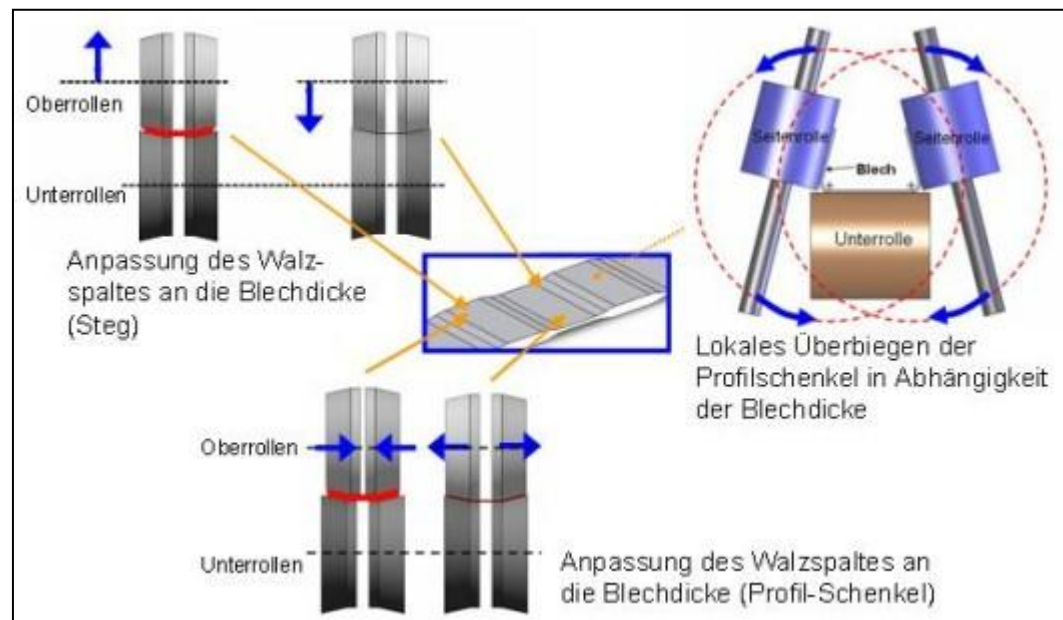 Oberrollen
Unterrollen
Anpassung des Walz-
spaltes an die Blechdicke
(Steg)
Seitenrolle
Seitenrolle
Blech
Unterrolle
Lokales Überbiegen der
Profilschenkel in Abhängigkeit
der Blechdicke
Oberrollen
Unterrollen
Anpassung des Walzspaltes an
die Blechdicke (Profil-Schenkel)